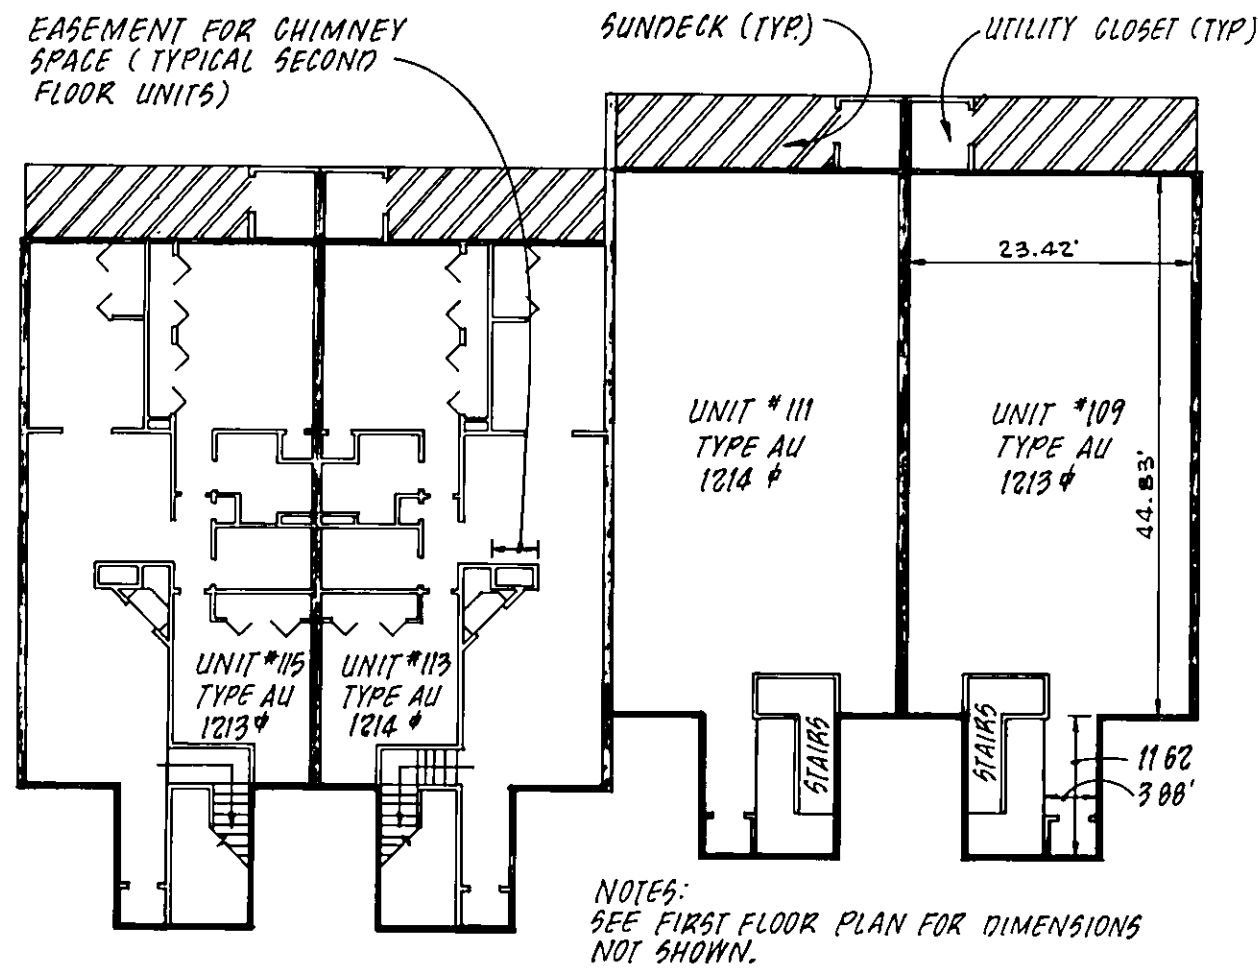 EASEMENT FOR CHIMNEY
SPACE (TYPICAL SECOND
FLOOR UNITS)
SUNDECK (TYP.)
UTILITY CLOSET (TYP)
23.42'
44.83'
UNIT #111
TYPE AU
1214 ⌽
UNIT #109
TYPE AU
1213 ⌽
UNIT #115
TYPE AU
1213 ⌽
UNIT #113
TYPE AU
1214 ⌽
STAIRS
STAIRS
11 62
3 88'
NOTES:
SEE FIRST FLOOR PLAN FOR DIMENSIONS
NOT SHOWN.